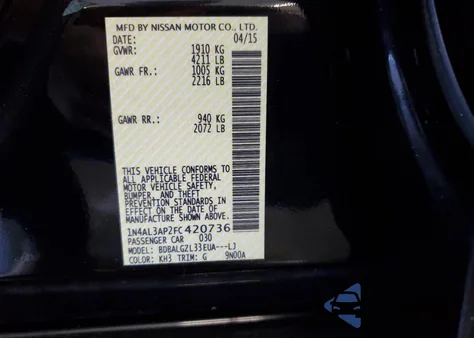 MFD BY NISSAN MOTOR CO., LTD.
DATE: 04/15
GVWR: 1910 KG
4211 LB
GAWR FR.: 1005 KG
2216 LB
GAWR RR.: 940 KG
2072 LB
THIS VEHICLE CONFORMS TO
ALL APPLICABLE FEDERAL
MOTOR VEHICLE SAFETY,
BUMPER, AND THEFT
PREVENTION STANDARDS IN
EFFECT ON THE DATE OF
MANUFACTURE SHOWN ABOVE.
1N4AL3AP2FC420736
PASSENGER CAR 030
MODEL: BDBALGZL33EUA---LJ
COLOR: KH3 TRIM: G 9N00A